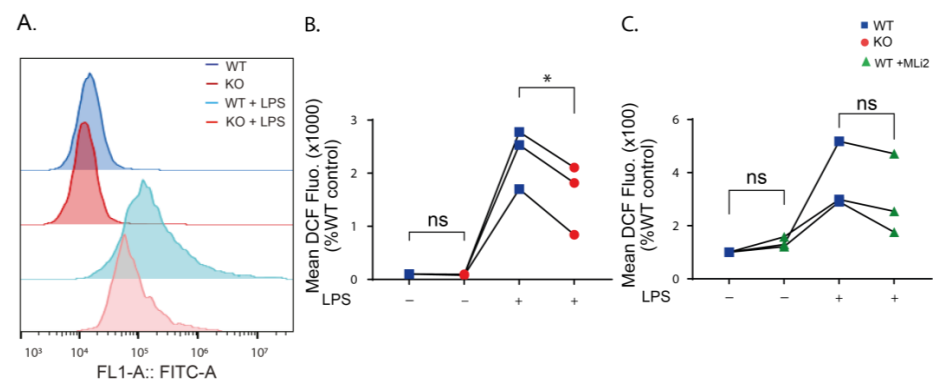 A.
WT
KO
WT + LPS
KO + LPS
10³ 10⁴ 10⁵ 10⁶ 10⁷
FL1-A:: FITC-A
B.
Mean DCF Fluo. (x1000)
(%WT control)
3
2
1
0
ns
*
LPS – – + +
C.
WT
KO
WT +MLi2
Mean DCF Fluo. (x100)
(%WT control)
6
4
2
0
ns
ns
LPS – – + +